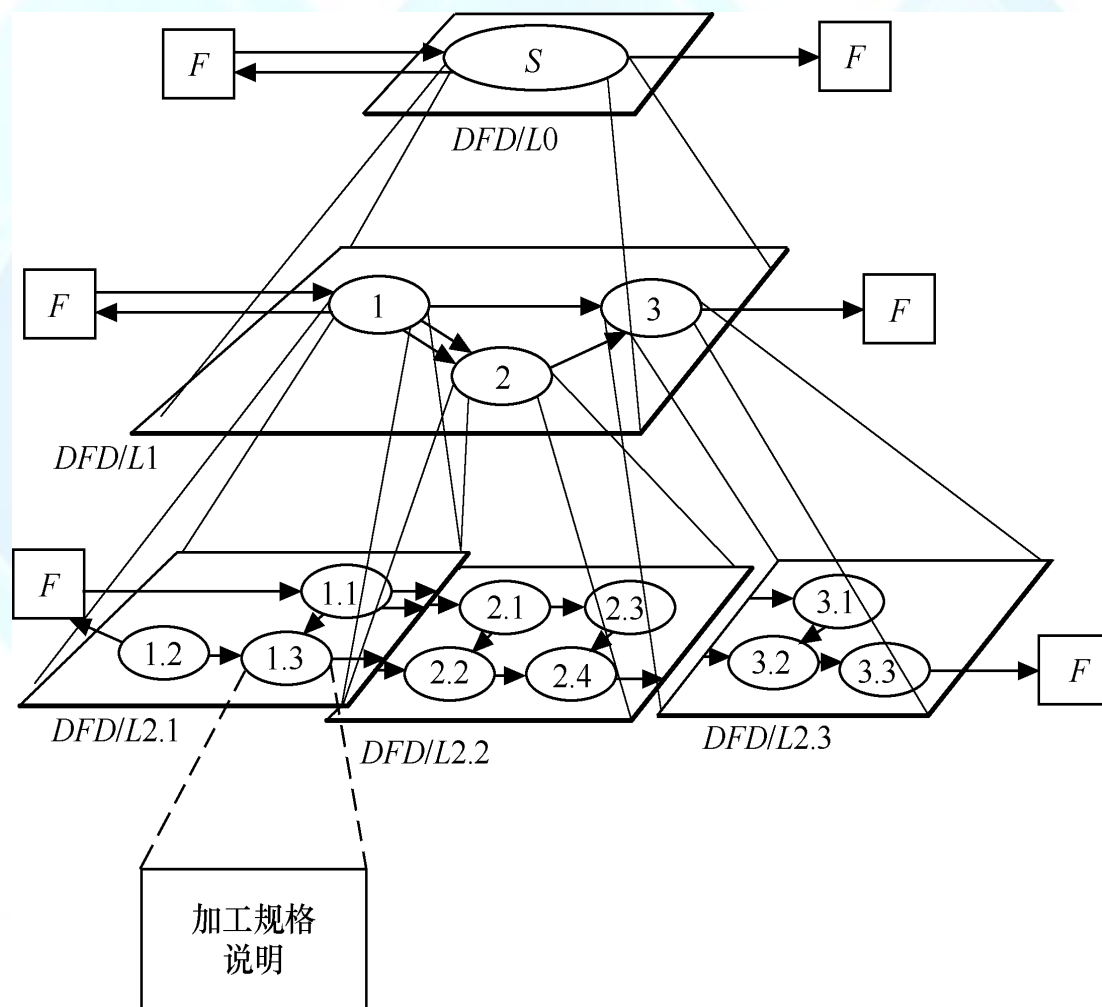 F
S
F
DFD/L0
F
1
3
F
2
DFD/L1
F
1.1
2.1
2.3
3.1
1.2
1.3
2.2
2.4
3.2
3.3
F
DFD/L2.1
DFD/L2.2
DFD/L2.3
加工规格
说明